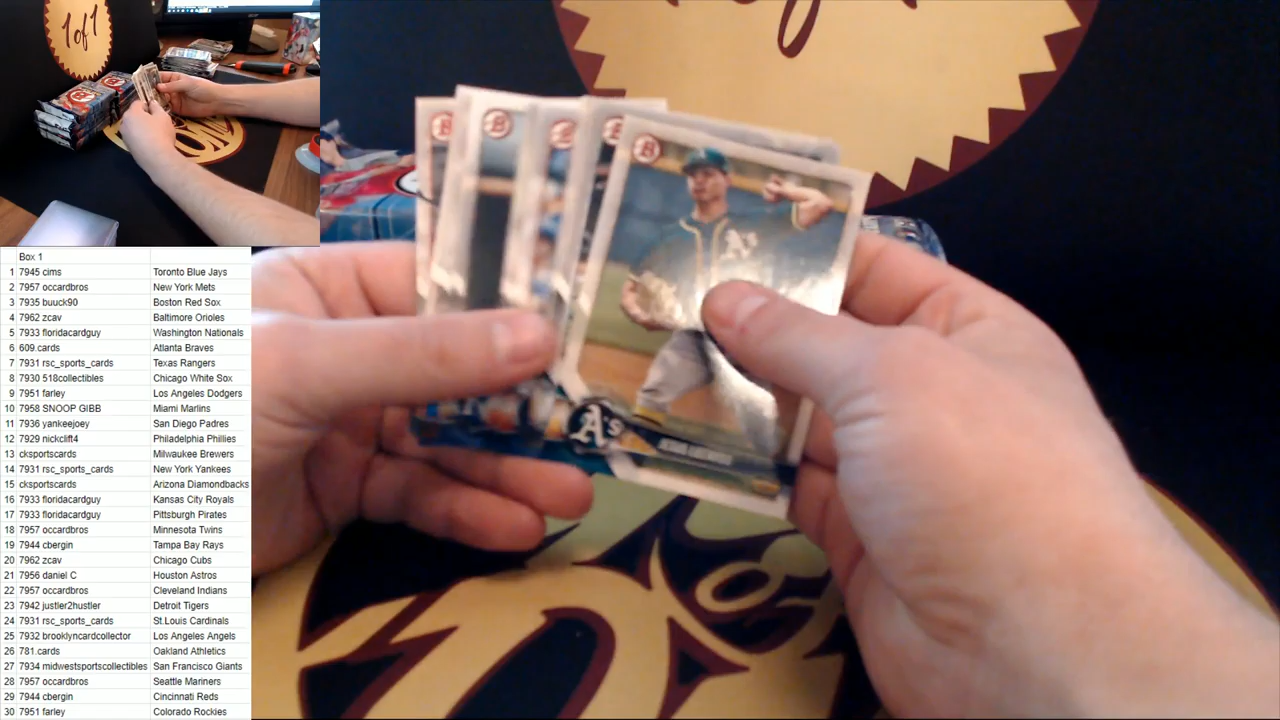 1 of 1
Box 1
1 7945 cims Toronto Blue Jays
2 7957 occardbros New York Mets
3 7935 buuck90 Boston Red Sox
4 7962 zcav Baltimore Orioles
5 7933 floridacardguy Washington Nationals
6 609.cards Atlanta Braves
7 7931 rsc_sports_cards Texas Rangers
8 7930 518collectibles Chicago White Sox
9 7951 farley Los Angeles Dodgers
10 7958 SNOOP GIBB Miami Marlins
11 7936 yankeejoey San Diego Padres
12 7929 nickclift4 Philadelphia Phillies
13 cksportscards Milwaukee Brewers
14 7931 rsc_sports_cards New York Yankees
15 cksportscards Arizona Diamondbacks
16 7933 floridacardguy Kansas City Royals
17 7933 floridacardguy Pittsburgh Pirates
18 7957 occardbros Minnesota Twins
19 7944 cbergin Tampa Bay Rays
20 7962 zcav Chicago Cubs
21 7956 daniel C Houston Astros
22 7957 occardbros Cleveland Indians
23 7942 justler2hustler Detroit Tigers
24 7931 rsc_sports_cards St.Louis Cardinals
25 7932 brooklyncardcollector Los Angeles Angels
26 781.cards Oakland Athletics
27 7934 midwestsportscollectibles San Francisco Giants
28 7957 occardbros Seattle Mariners
29 7944 cbergin Cincinnati Reds
30 7951 farley Colorado Rockies
B
B
B
B
B
A's
A's